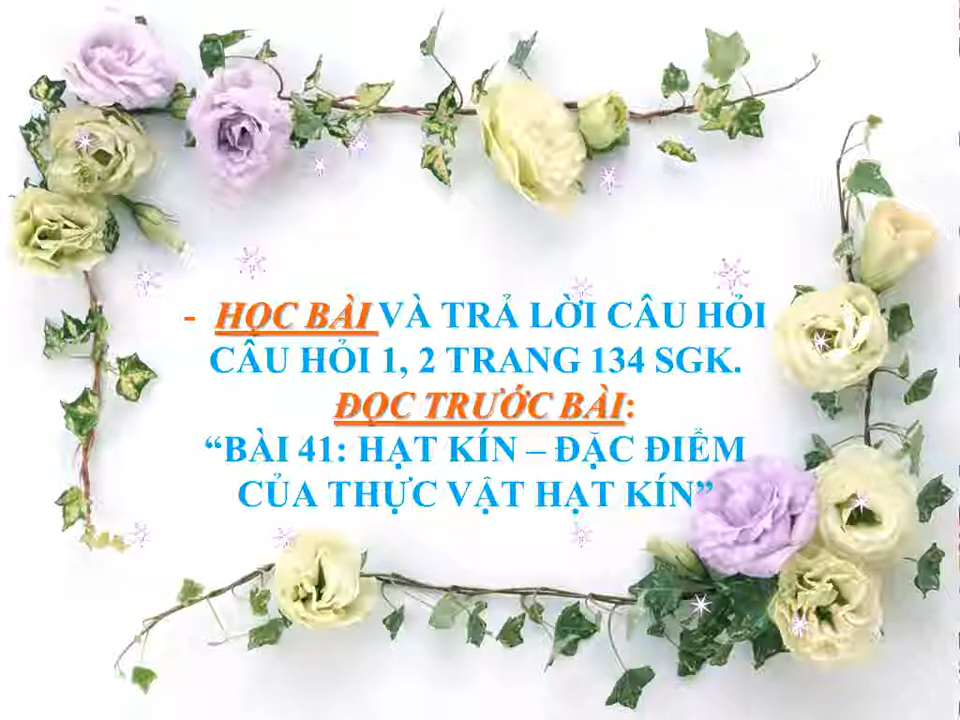 - HỌC BÀI VÀ TRẢ LỜI CÂU HỎI
CÂU HỎI 1, 2 TRANG 134 SGK.
ĐỌC TRƯỚC BÀI:
“BÀI 41: HẠT KÍN – ĐẶC ĐIỂM
CỦA THỰC VẬT HẠT KÍN”